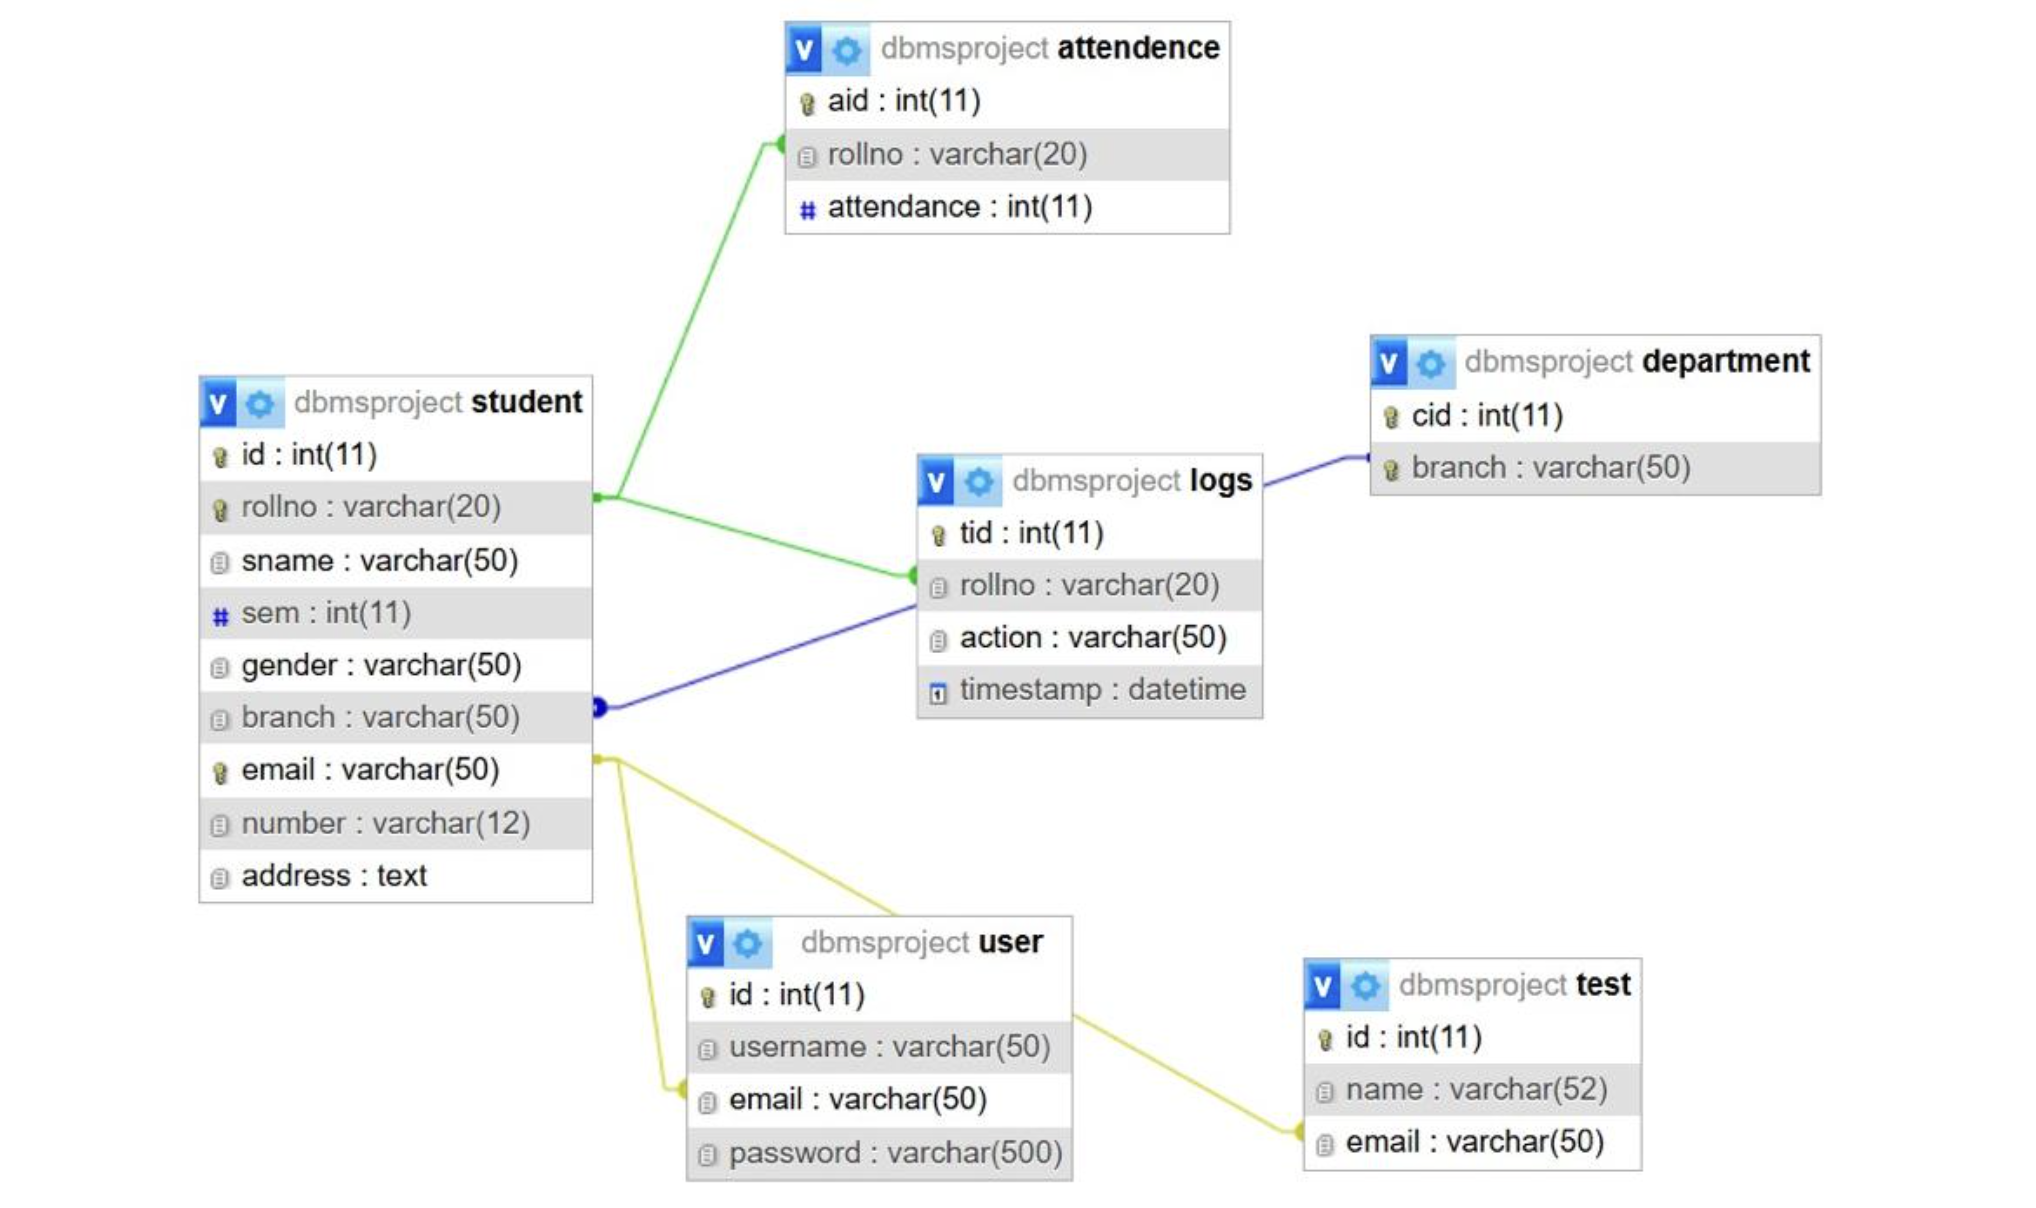 V dbmsproject attendence
aid : int(11)
rollno : varchar(20)
# attendance : int(11)
V dbmsproject student
id : int(11)
rollno : varchar(20)
sname : varchar(50)
# sem : int(11)
gender : varchar(50)
branch : varchar(50)
email : varchar(50)
number : varchar(12)
address : text
V dbmsproject logs
tid : int(11)
rollno : varchar(20)
action : varchar(50)
timestamp : datetime
V dbmsproject department
cid : int(11)
branch : varchar(50)
V dbmsproject user
id : int(11)
username : varchar(50)
email : varchar(50)
password : varchar(500)
V dbmsproject test
id : int(11)
name : varchar(52)
email : varchar(50)